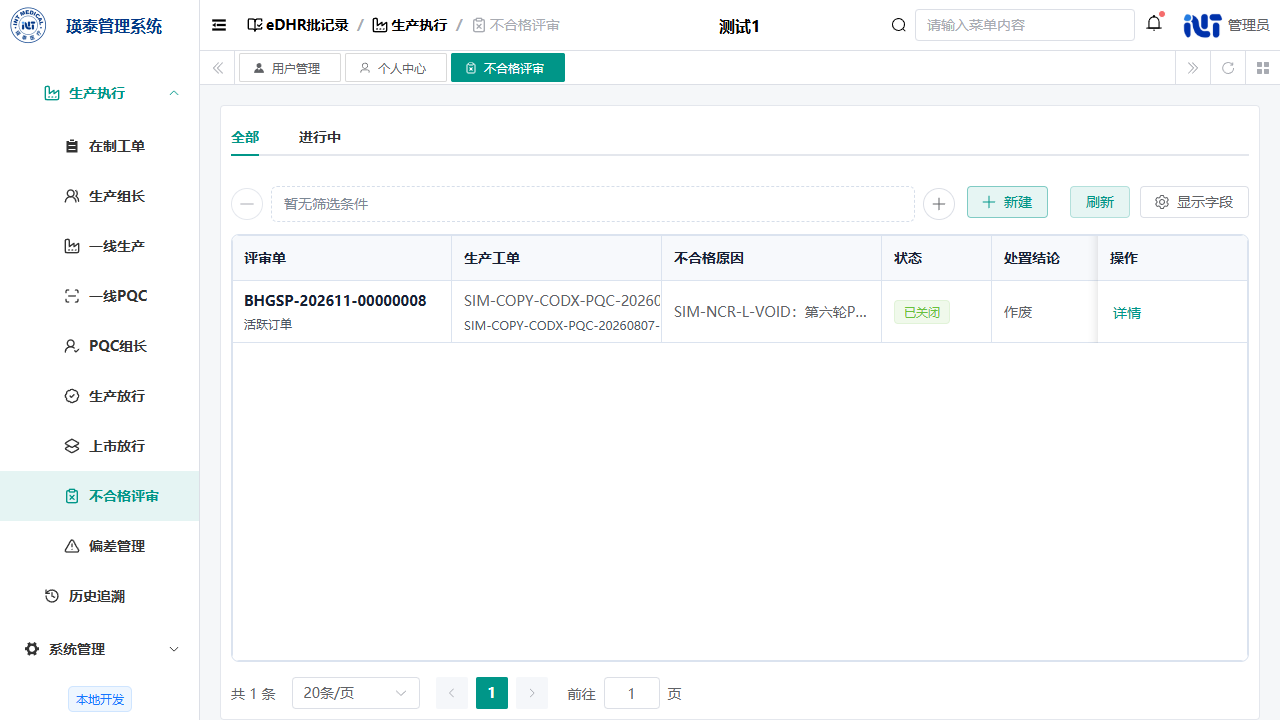 瑛泰管理系统
eDHR批记录 / 生产执行 / 不合格评审
测试1
请输入菜单内容
管理员
用户管理
个人中心
不合格评审
生产执行
在制工单
生产组长
一线生产
一线PQC
PQC组长
生产放行
上市放行
不合格评审
偏差管理
历史追溯
系统管理
本地开发
全部
进行中
暂无筛选条件
新建
刷新
显示字段
评审单 生产工单 不合格原因 状态 处置结论 操作
BHGSP-202611-00000008 SIM-COPY-CODX-PQC-20260 SIM-NCR-L-VOID：第六轮P... 已关闭 作废 详情
活跃订单 SIM-COPY-CODX-PQC-20260807-
共 1 条 20条/页 1 前往 1 页